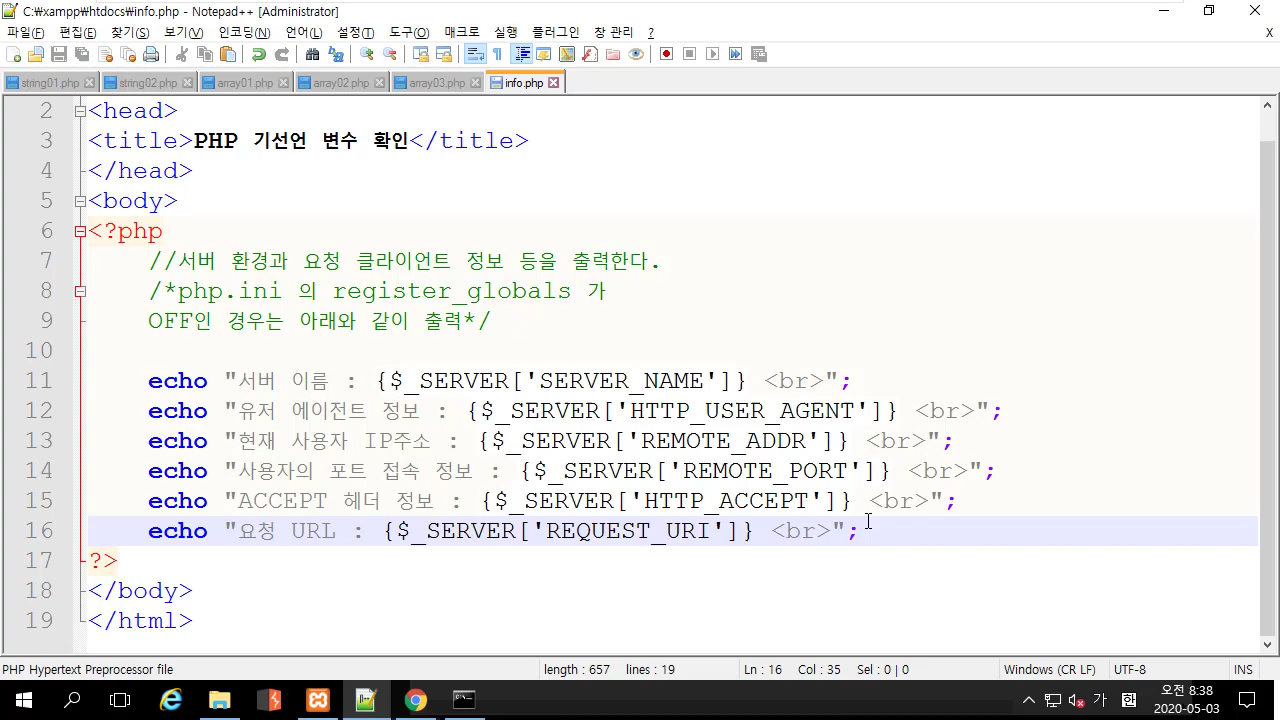 C:₩xampp₩htdocs₩info.php - Notepad++ [Administrator]
파일(F) 편집(E) 찾기(S) 보기(V) 인코딩(N) 언어(L) 설정(T) 도구(O) 매크로 실행 플러그인 창 관리 ? X
string01.php string02.php array01.php array02.php array03.php info.php
2 <head>
3 <title>PHP 기선언 변수 확인</title>
4 </head>
5 <body>
6 <?php
7 //서버 환경과 요청 클라이언트 정보 등을 출력한다.
8 /*php.ini 의 register_globals 가
9 OFF인 경우는 아래와 같이 출력*/
10
11 echo "서버 이름 : {$_SERVER['SERVER_NAME']} <br>";
12 echo "유저 에이전트 정보 : {$_SERVER['HTTP_USER_AGENT']} <br>";
13 echo "현재 사용자 IP주소 : {$_SERVER['REMOTE_ADDR']} <br>";
14 echo "사용자의 포트 접속 정보 : {$_SERVER['REMOTE_PORT']} <br>";
15 echo "ACCEPT 헤더 정보 : {$_SERVER['HTTP_ACCEPT']} <br>";
16 echo "요청 URL : {$_SERVER['REQUEST_URI']} <br>";
17 ?>
18 </body>
19 </html>
PHP Hypertext Preprocessor file length : 657 lines : 19 Ln : 16 Col : 35 Sel : 0 | 0 Windows (CR LF) UTF-8 INS
가 한 오전 8:38
2020-05-03